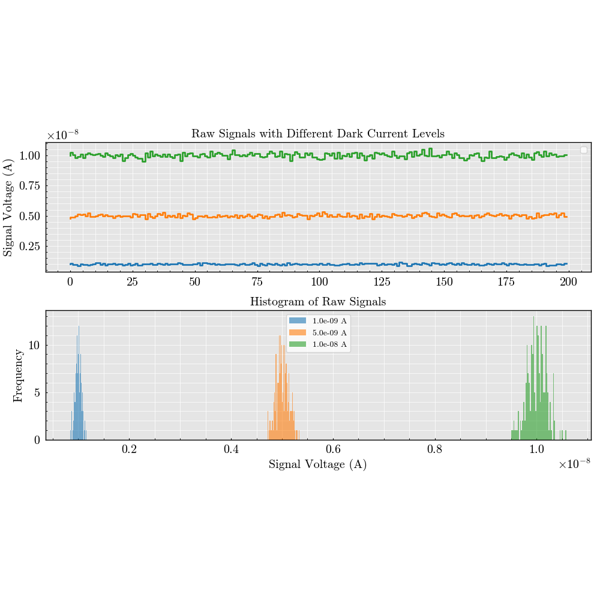 Raw Signals with Different Dark Current Levels
×10⁻⁸
Signal Voltage (A)
1.00
0.75
0.50
0.25
0 25 50 75 100 125 150 175 200
Histogram of Raw Signals
Frequency
10
5
0
1.0e-09 A
5.0e-09 A
1.0e-08 A
0.2 0.4 0.6 0.8 1.0
Signal Voltage (A)
×10⁻⁸